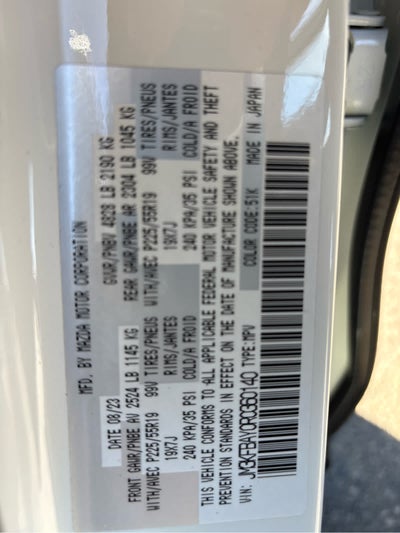 MFD. BY MAZDA MOTOR CORPORATION
DATE 08/23 GVWR/PNBV 4828 LB 2190 KG
FRONT GAWR/PNBE AV 2524 LB 1145 KG REAR GAWR/PNBE AR 2304 LB 1045 KG
WITH/AVEC P225/55R19 99V TIRES/PNEUS WITH/AVEC P225/55R19 99V TIRES/PNEUS
19X7J RIMS/JANTES 19X7J RIMS/JANTES
240 KPA/35 PSI COLD/A FROID 240 KPA/35 PSI COLD/A FROID
THIS VEHICLE CONFORMS TO ALL APPLICABLE FEDERAL MOTOR VEHICLE SAFETY AND THEFT
PREVENTION STANDARDS IN EFFECT ON THE DATE OF MANUFACTURE SHOWN ABOVE.
VIN: JM3KFBAY0R0360140 TYPE:MPV COLOR CODE:51K MADE IN JAPAN